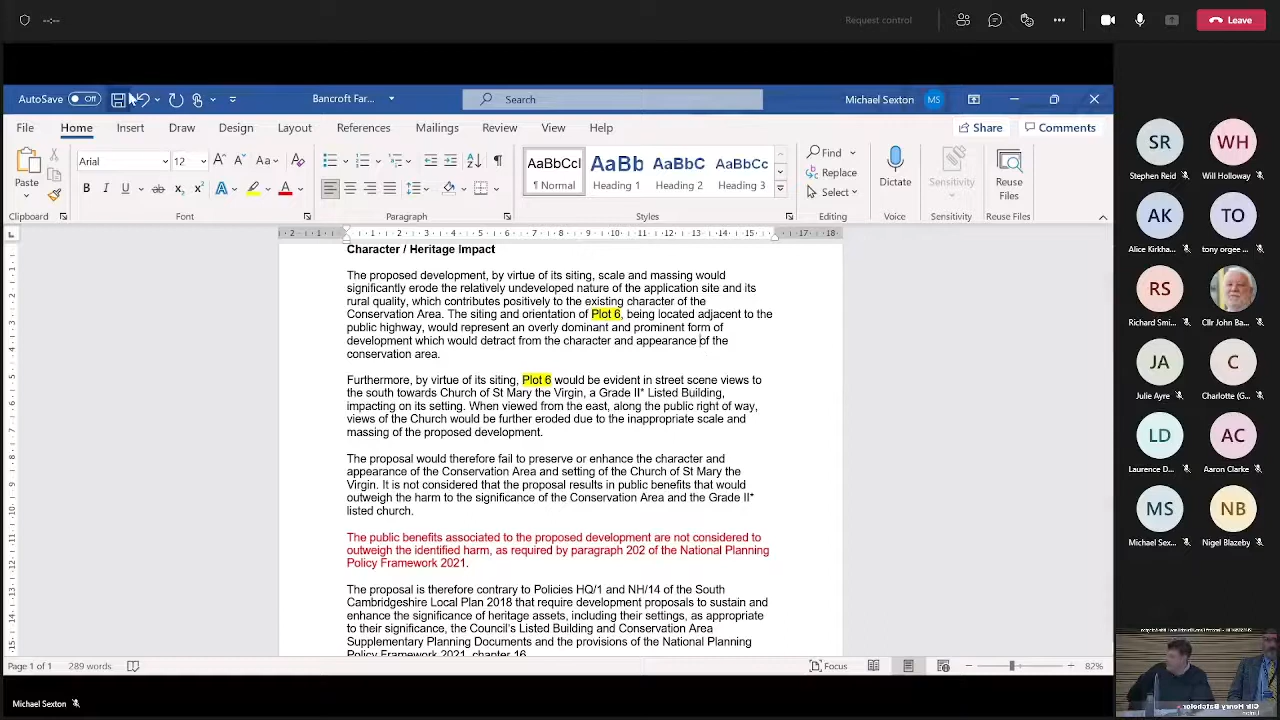 --:--
Request control
Leave
AutoSave Off
Bancroft Far...
Search
Michael Sexton MS
File Home Insert Draw Design Layout References Mailings Review View Help
Share Comments
Paste
Arial 12
AaBbCcI AaBb AaBbC AaBbCc
¶ Normal Heading 1 Heading 2 Heading 3
Find
Replace
Select
Dictate
Sensitivity
Reuse
Files
Clipboard Font Paragraph Styles Editing Voice Sensitivity Reuse Files
Character / Heritage Impact
The proposed development, by virtue of its siting, scale and massing would
significantly erode the relatively undeveloped nature of the application site and its
rural quality, which contributes positively to the existing character of the
Conservation Area. The siting and orientation of Plot 6, being located adjacent to the
public highway, would represent an overly dominant and prominent form of
development which would detract from the character and appearance of the
conservation area.
Furthermore, by virtue of its siting, Plot 6 would be evident in street scene views to
the south towards Church of St Mary the Virgin, a Grade II* Listed Building,
impacting on its setting. When viewed from the east, along the public right of way,
views of the Church would be further eroded due to the inappropriate scale and
massing of the proposed development.
The proposal would therefore fail to preserve or enhance the character and
appearance of the Conservation Area and setting of the Church of St Mary the
Virgin. It is not considered that the proposal results in public benefits that would
outweigh the harm to the significance of the Conservation Area and the Grade II*
listed church.
The public benefits associated to the proposed development are not considered to
outweigh the identified harm, as required by paragraph 202 of the National Planning
Policy Framework 2021.
The proposal is therefore contrary to Policies HQ/1 and NH/14 of the South
Cambridgeshire Local Plan 2018 that require development proposals to sustain and
enhance the significance of heritage assets, including their settings, as appropriate
to their significance, the Council's Listed Building and Conservation Area
Supplementary Planning Documents and the provisions of the National Planning
Policy Framework 2021, chapter 16.
Page 1 of 1 289 words
Focus
82%
Michael Sexton
SR WH
Stephen Reid Will Holloway
AK TO
Alice Kirkha... tony orgee ...
RS
Richard Smi... Cllr John Ba...
JA C
Julie Ayre Charlotte (G...
LD AC
Laurence D... Aaron Clarke
MS NB
Michael Sex... Nigel Blazeby
Cllr Henry Batchelor